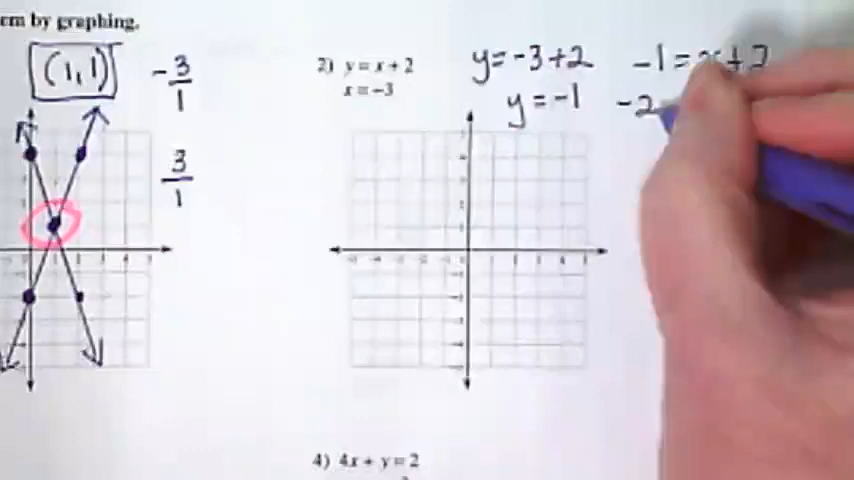 em by graphing.
(1,1)
-3/1
3/1
2) y = x + 2
x = -3
y = -3+2
y = -1
-1 = x+2
-2
4) 4x + y = 2